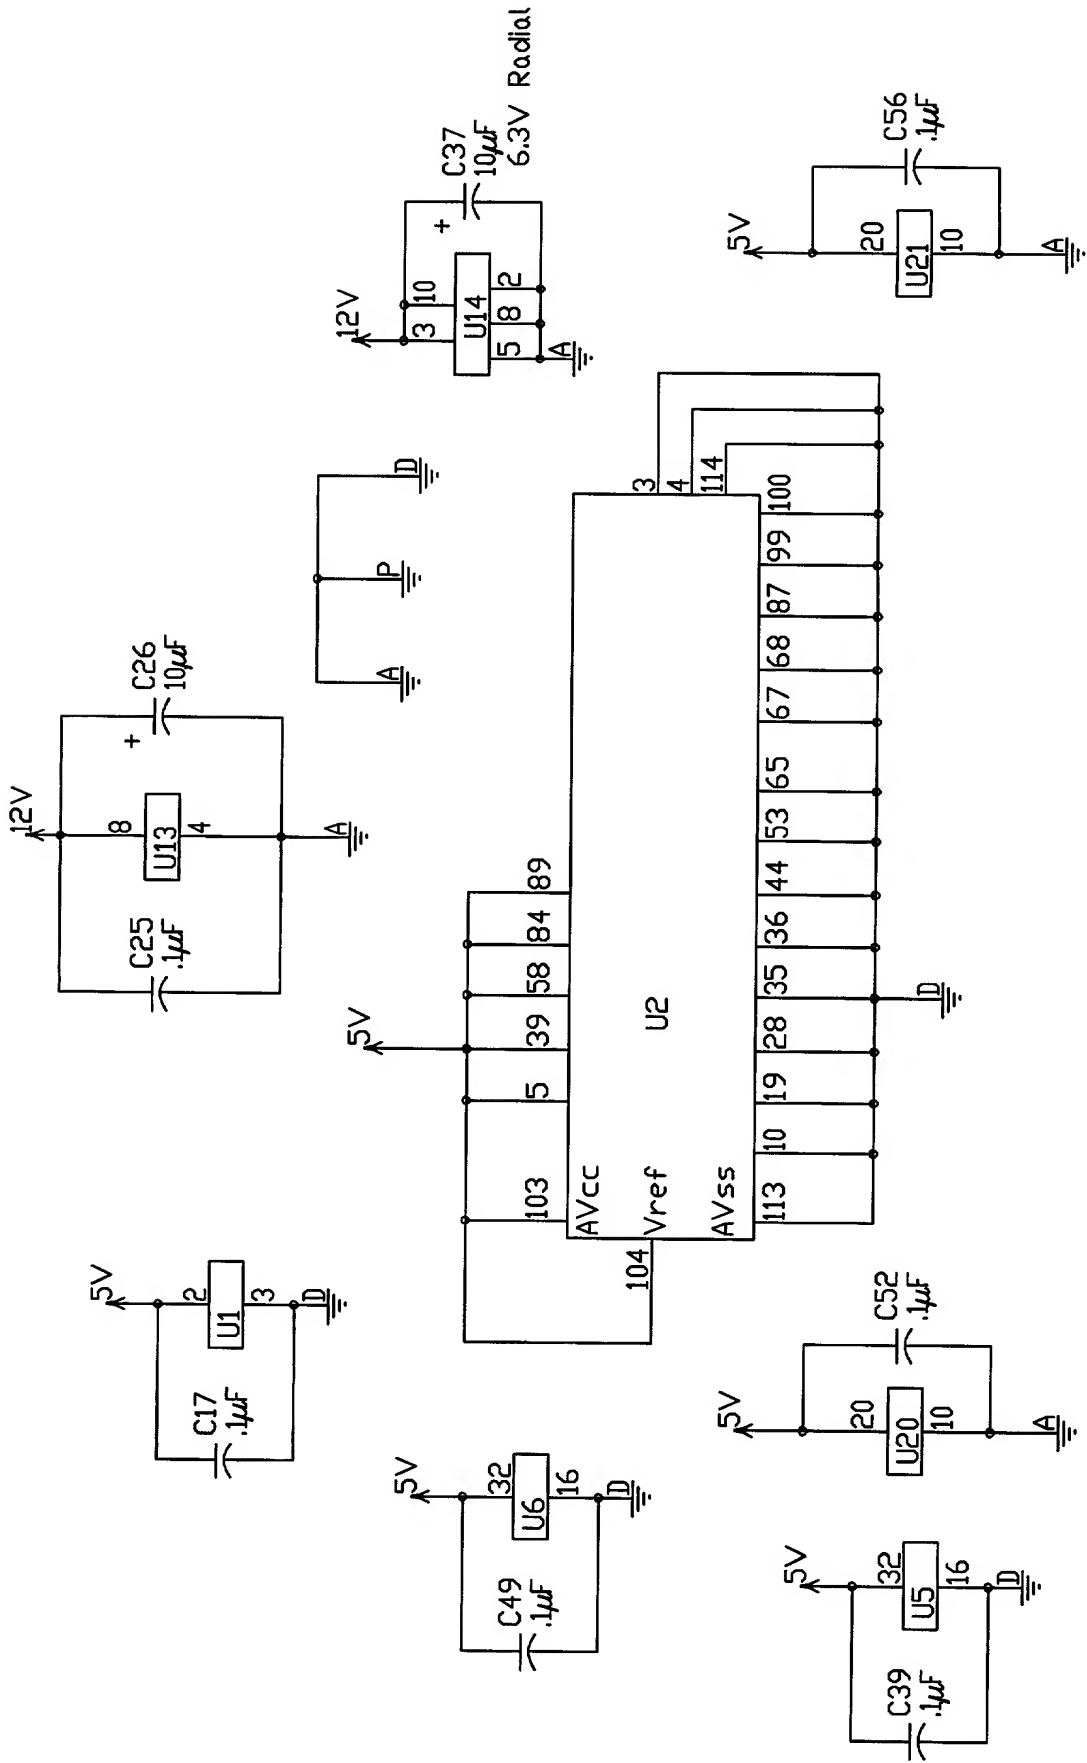 12V
C25
.1µF
8
U13
4
+
C26
10µF
A
5V
C17
.1µF
2
U1
3
D
A
P
D
12V
3
10
U14
5
8
2
+
C37
10µF
6.3V Radial
A
5V
C49
.1µF
32
U6
16
D
5V
103
5
39
58
84
89
AVcc
Vref
AVss
104
U2
3
4
114
113
10
19
28
35
36
44
53
65
67
68
87
99
100
D
5V
C39
.1µF
32
U5
16
D
5V
20
U20
10
C52
.1µF
A
5V
20
U21
10
C56
.1µF
A